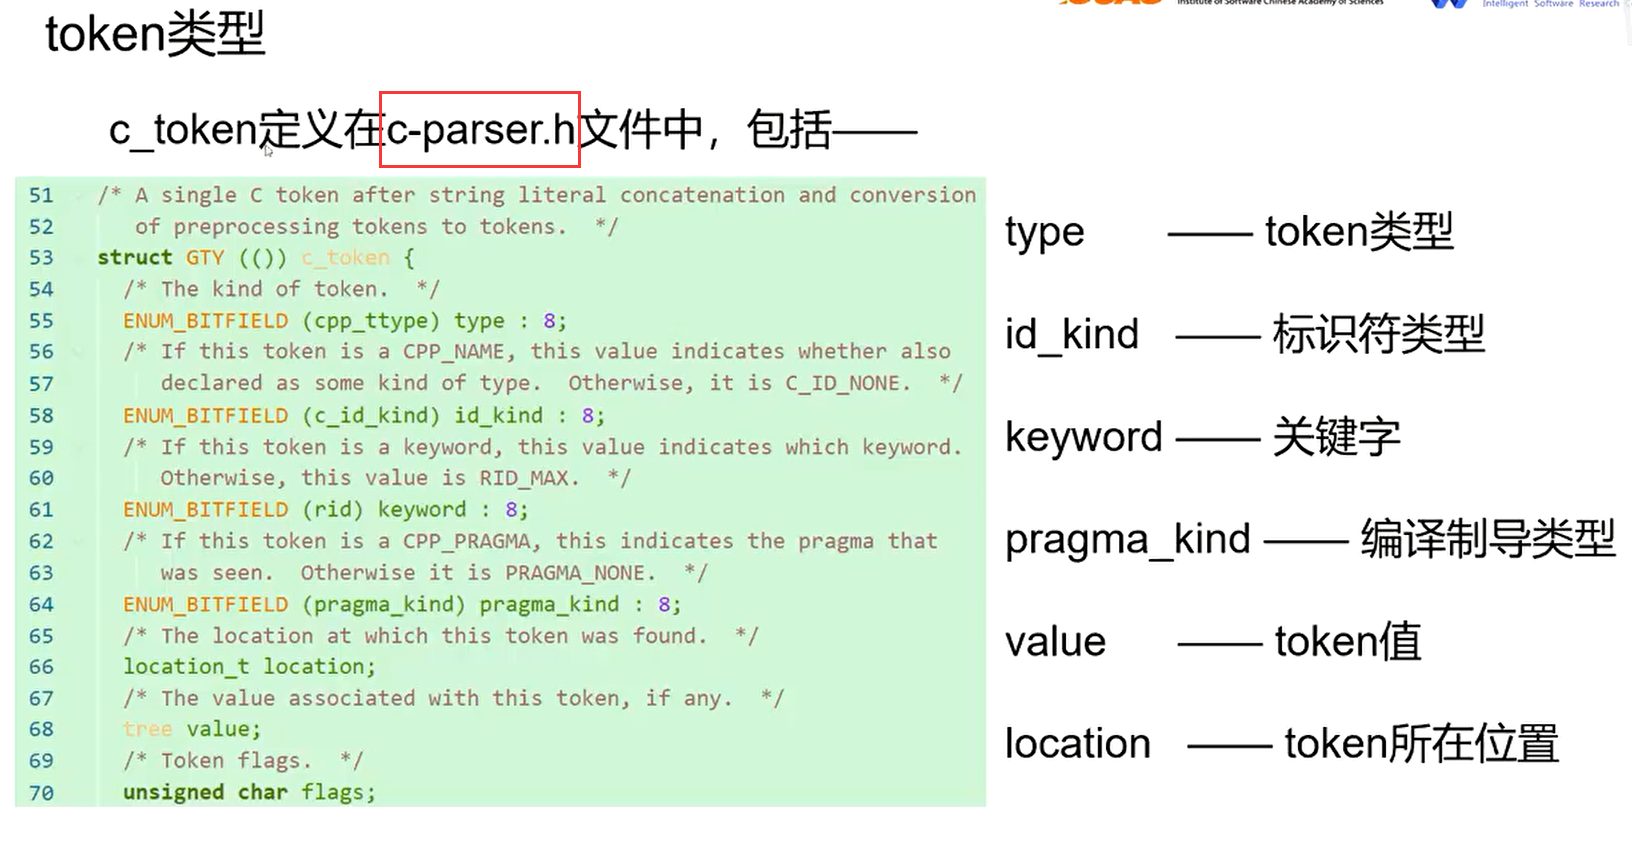 Institute of Software Chinese Academy of Sciences
Intelligent Software Research
token类型
c_token定义在c-parser.h文件中，包括——
51 /* A single C token after string literal concatenation and conversion
52 of preprocessing tokens to tokens. */
53 struct GTY (()) c_token {
54 /* The kind of token. */
55 ENUM_BITFIELD (cpp_ttype) type : 8;
56 /* If this token is a CPP_NAME, this value indicates whether also
57 declared as some kind of type. Otherwise, it is C_ID_NONE. */
58 ENUM_BITFIELD (c_id_kind) id_kind : 8;
59 /* If this token is a keyword, this value indicates which keyword.
60 Otherwise, this value is RID_MAX. */
61 ENUM_BITFIELD (rid) keyword : 8;
62 /* If this token is a CPP_PRAGMA, this indicates the pragma that
63 was seen. Otherwise it is PRAGMA_NONE. */
64 ENUM_BITFIELD (pragma_kind) pragma_kind : 8;
65 /* The location at which this token was found. */
66 location_t location;
67 /* The value associated with this token, if any. */
68 tree value;
69 /* Token flags. */
70 unsigned char flags;
type —— token类型
id_kind —— 标识符类型
keyword —— 关键字
pragma_kind —— 编译制导类型
value —— token值
location —— token所在位置